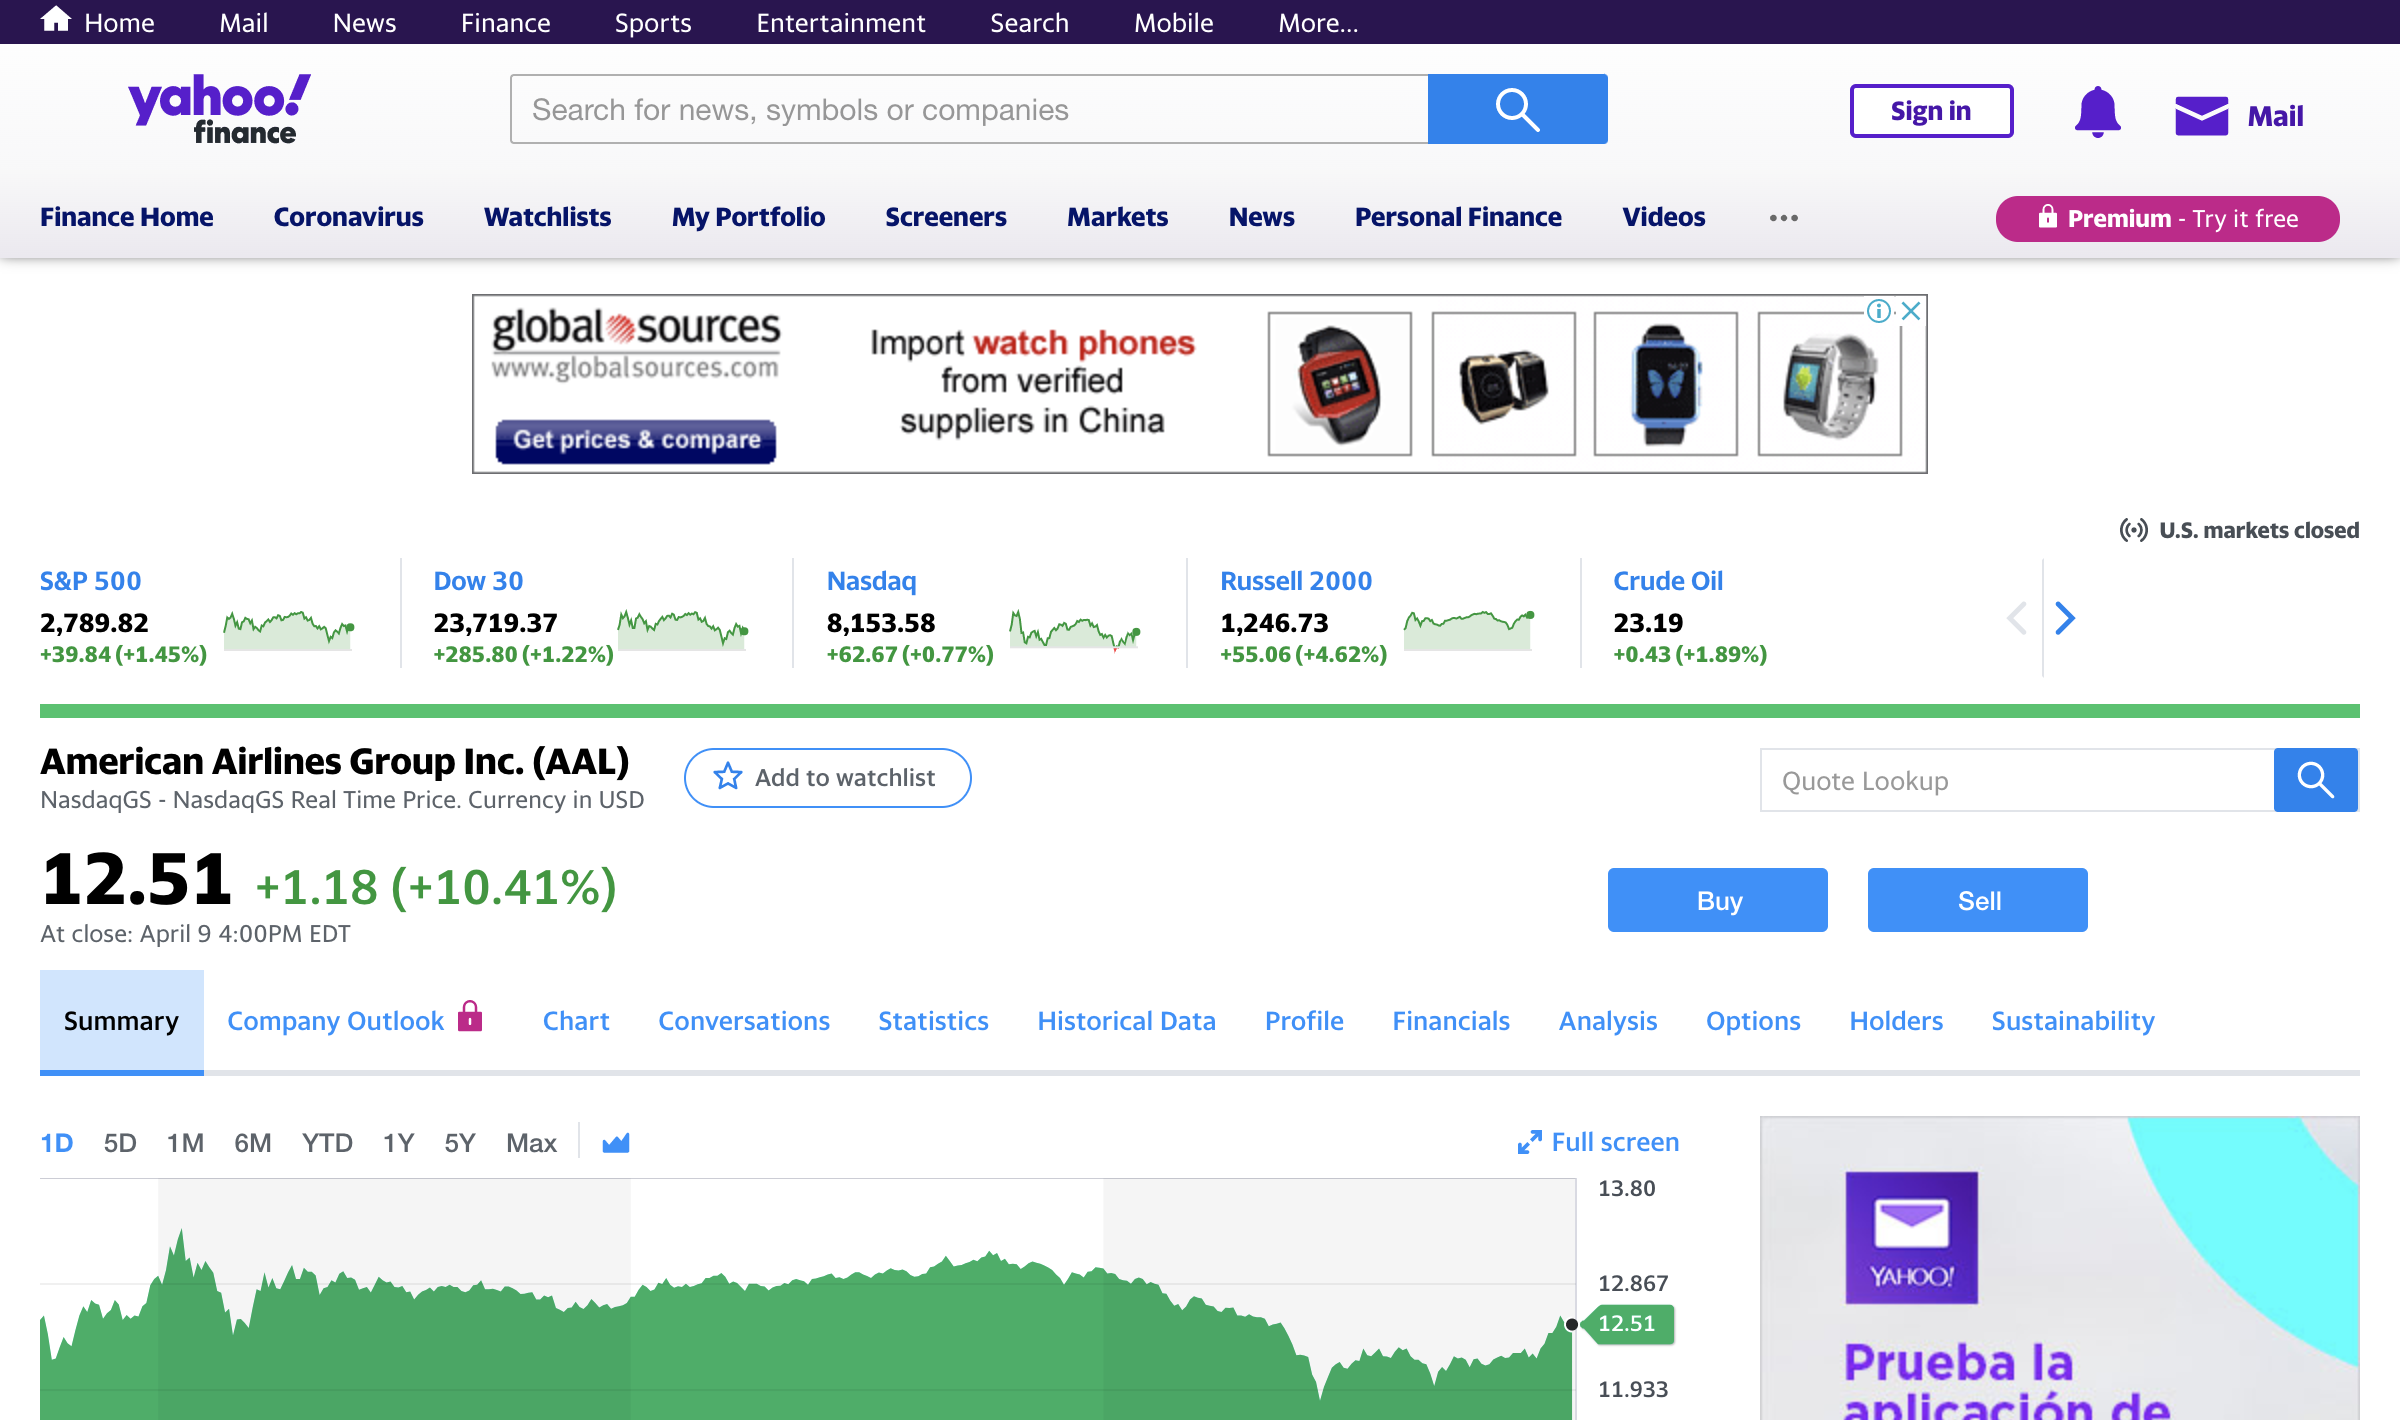 Home Mail News Finance Sports Entertainment Search Mobile More...
yahoo! finance
Search for news, symbols or companies
Sign in
Mail
Finance Home Coronavirus Watchlists My Portfolio Screeners Markets News Personal Finance Videos ••• Premium - Try it free
global sources
www.globalsources.com
Get prices & compare
Import watch phones
from verified
suppliers in China
U.S. markets closed
S&P 500
2,789.82
+39.84 (+1.45%)
Dow 30
23,719.37
+285.80 (+1.22%)
Nasdaq
8,153.58
+62.67 (+0.77%)
Russell 2000
1,246.73
+55.06 (+4.62%)
Crude Oil
23.19
+0.43 (+1.89%)
American Airlines Group Inc. (AAL)
NasdaqGS - NasdaqGS Real Time Price. Currency in USD
Add to watchlist
Quote Lookup
12.51 +1.18 (+10.41%)
At close: April 9 4:00PM EDT
Buy
Sell
Summary Company Outlook Chart Conversations Statistics Historical Data Profile Financials Analysis Options Holders Sustainability
1D 5D 1M 6M YTD 1Y 5Y Max
Full screen
13.80
12.867
12.51
11.933
YAHOO!
Prueba la
aplicación de